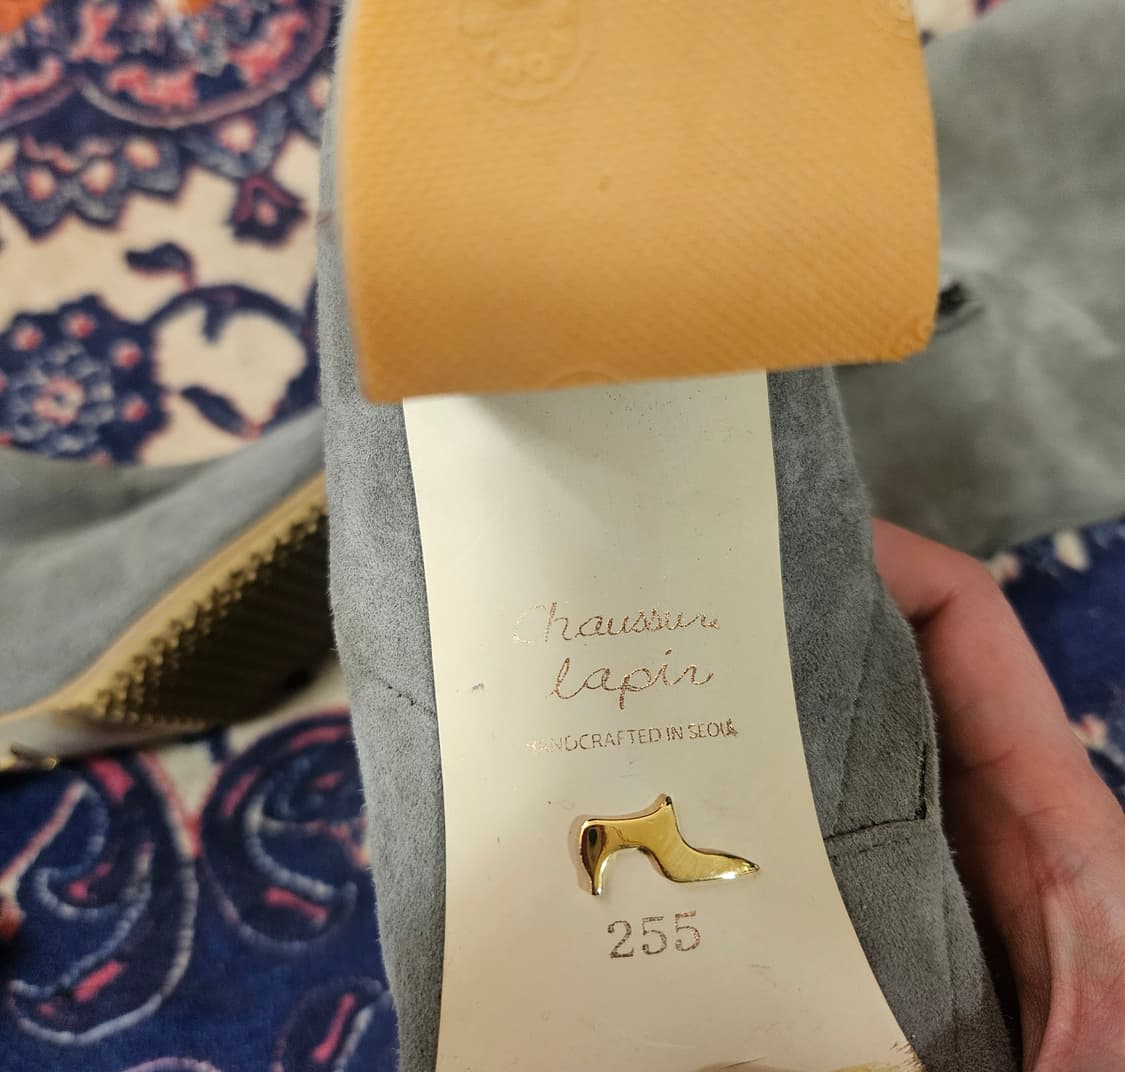 Chaussure
lapin
HANDCRAFTED IN SEOUL
255